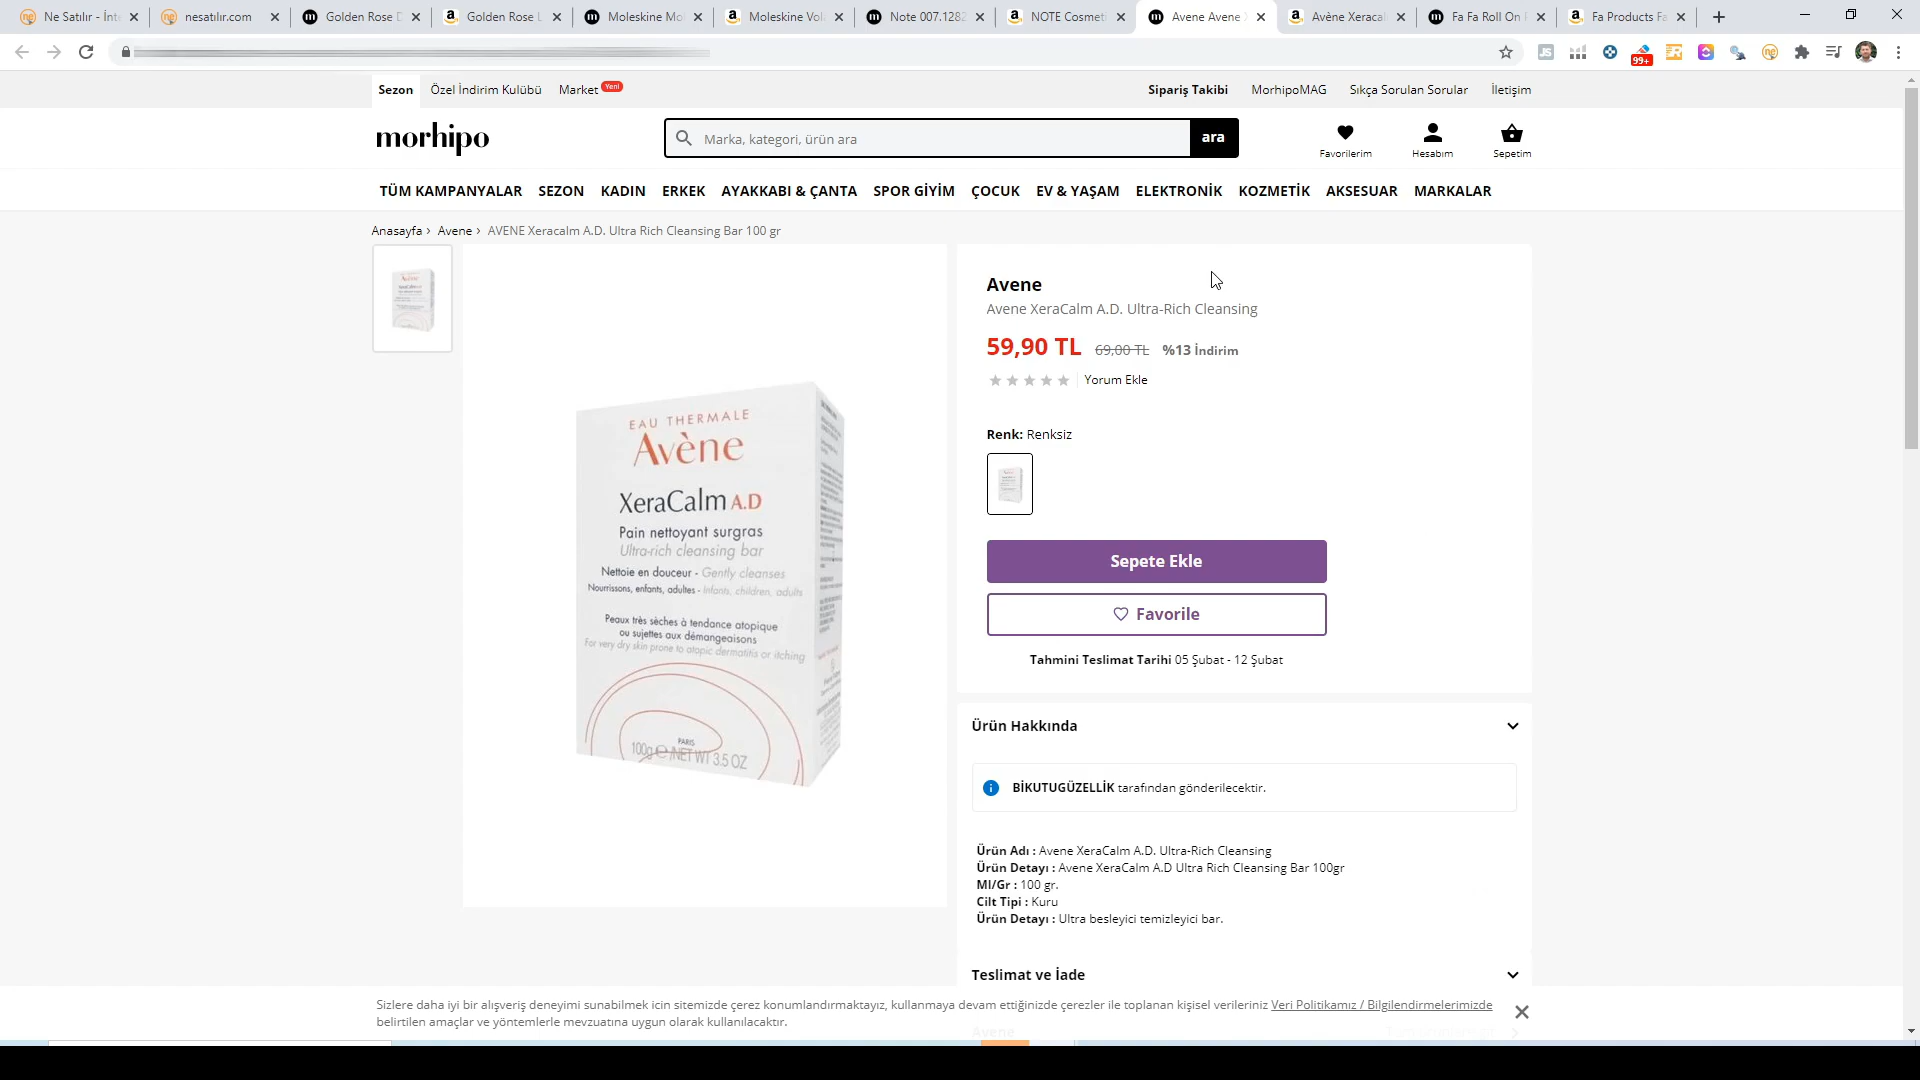 Ne Satılır - İnt
nesatılır.com
Golden Rose D
Golden Rose L
Moleskine Mo
Moleskine Vol
Note 007.1282
NOTE Cosmeti
Avene Avene X
Avène Xeracal
Fa Fa Roll On
Fa Products Fa
JS
99+
Sezon
Özel İndirim Kulübü
Market Yeni
Sipariş Takibi
MorhipoMAG
Sıkça Sorulan Sorular
İletişim
morhipo
Marka, kategori, ürün ara
ara
Favorilerim
Hesabım
Sepetim
TÜM KAMPANYALAR SEZON KADIN ERKEK AYAKKABI & ÇANTA SPOR GİYİM ÇOCUK EV & YAŞAM ELEKTRONİK KOZMETİK AKSESUAR MARKALAR
Anasayfa › Avene › AVENE Xeracalm A.D. Ultra Rich Cleansing Bar 100 gr
EAU THERMALE
Avène
XeraCalm A.D
Pain nettoyant surgras
Ultra-rich cleansing bar
Nettoie en douceur - Gently cleanses
Nourrissons, enfants, adultes - Infants, children, adults
Peaux très sèches à tendance atopique
ou sujettes aux démangeaisons
For very dry skin prone to atopic dermatitis or itching
PARIS
100g e NET WT 3.5 OZ
Avene
Avene XeraCalm A.D. Ultra-Rich Cleansing
59,90 TL 69,00 TL %13 İndirim
Yorum Ekle
Renk: Renksiz
Sepete Ekle
Favorile
Tahmini Teslimat Tarihi 05 Şubat - 12 Şubat
Ürün Hakkında
BİKUTUGÜZELLİK tarafından gönderilecektir.
Ürün Adı : Avene XeraCalm A.D. Ultra-Rich Cleansing
Ürün Detayı : Avene XeraCalm A.D Ultra Rich Cleansing Bar 100gr
Ml/Gr : 100 gr.
Cilt Tipi : Kuru
Ürün Detayı : Ultra besleyici temizleyici bar.
Teslimat ve İade
Sizlere daha iyi bir alışveriş deneyimi sunabilmek icin sitemizde çerez konumlandırmaktayız, kullanmaya devam ettiğinizde çerezler ile toplanan kişisel verileriniz Veri Politikamız / Bilgilendirmelerimizde
belirtilen amaçlar ve yöntemlerle mevzuatına uygun olarak kullanılacaktır.
Avene